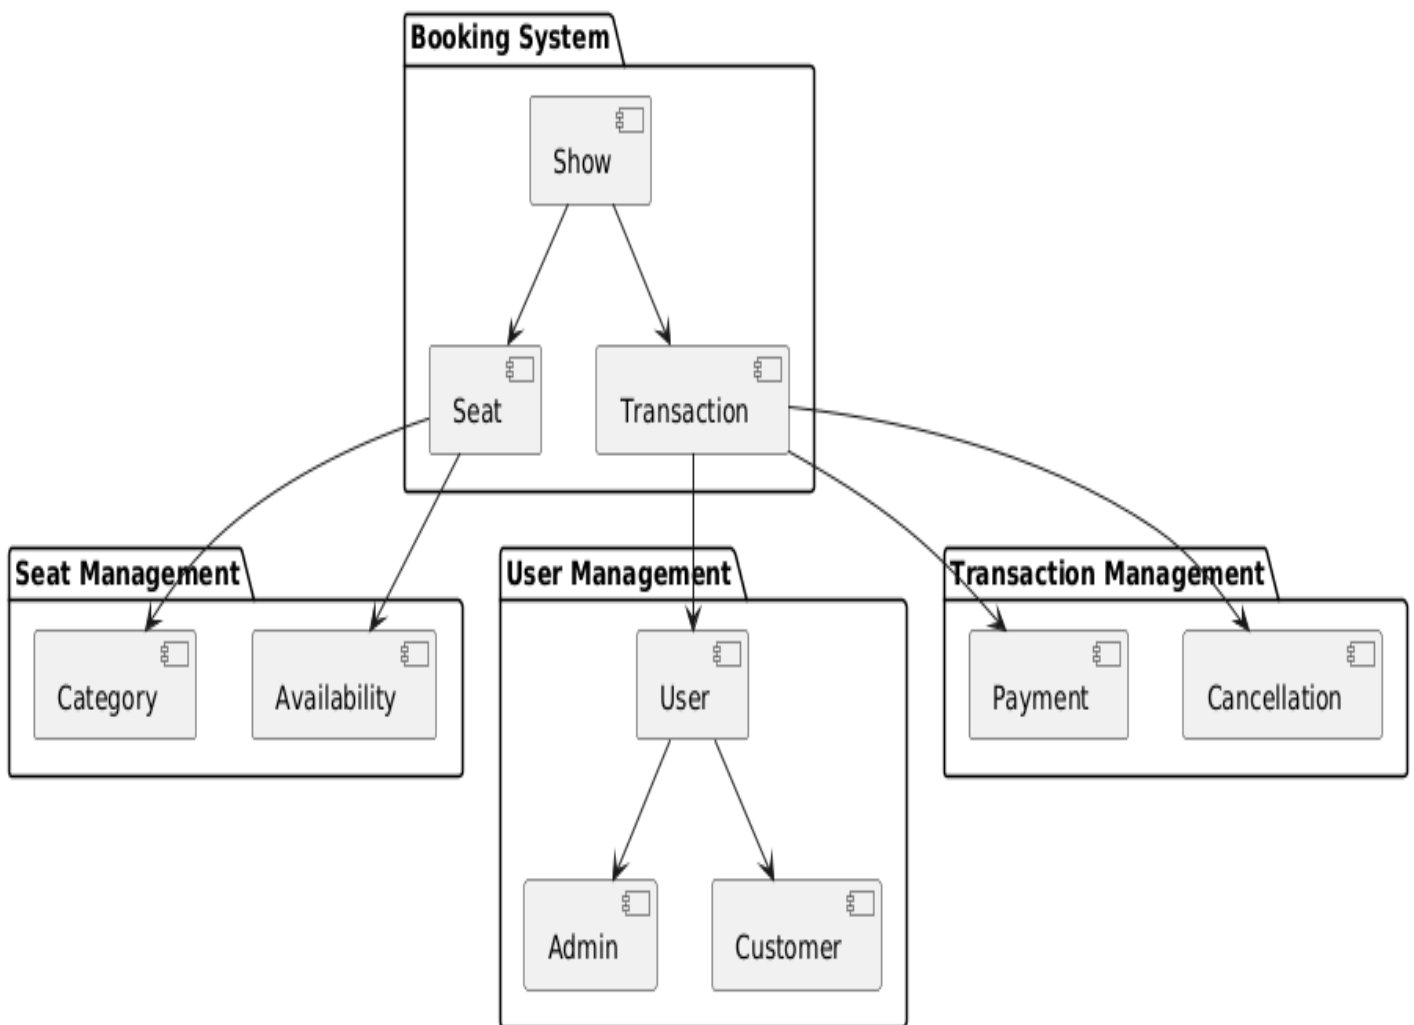 Booking System
Show
Seat
Transaction
Seat Management
User Management
Transaction Management
Category
Availability
User
Payment
Cancellation
Admin
Customer